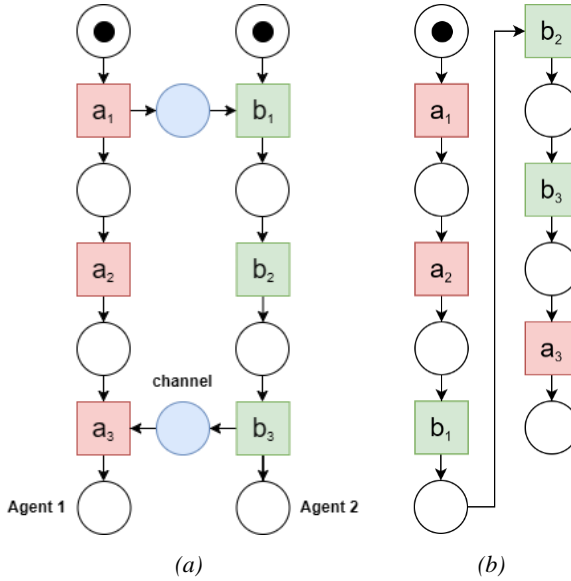 a₁
b₁
a₂
b₂
channel
a₃
b₃
Agent 1
Agent 2
(a)
a₁
a₂
b₁
b₂
b₃
a₃
(b)